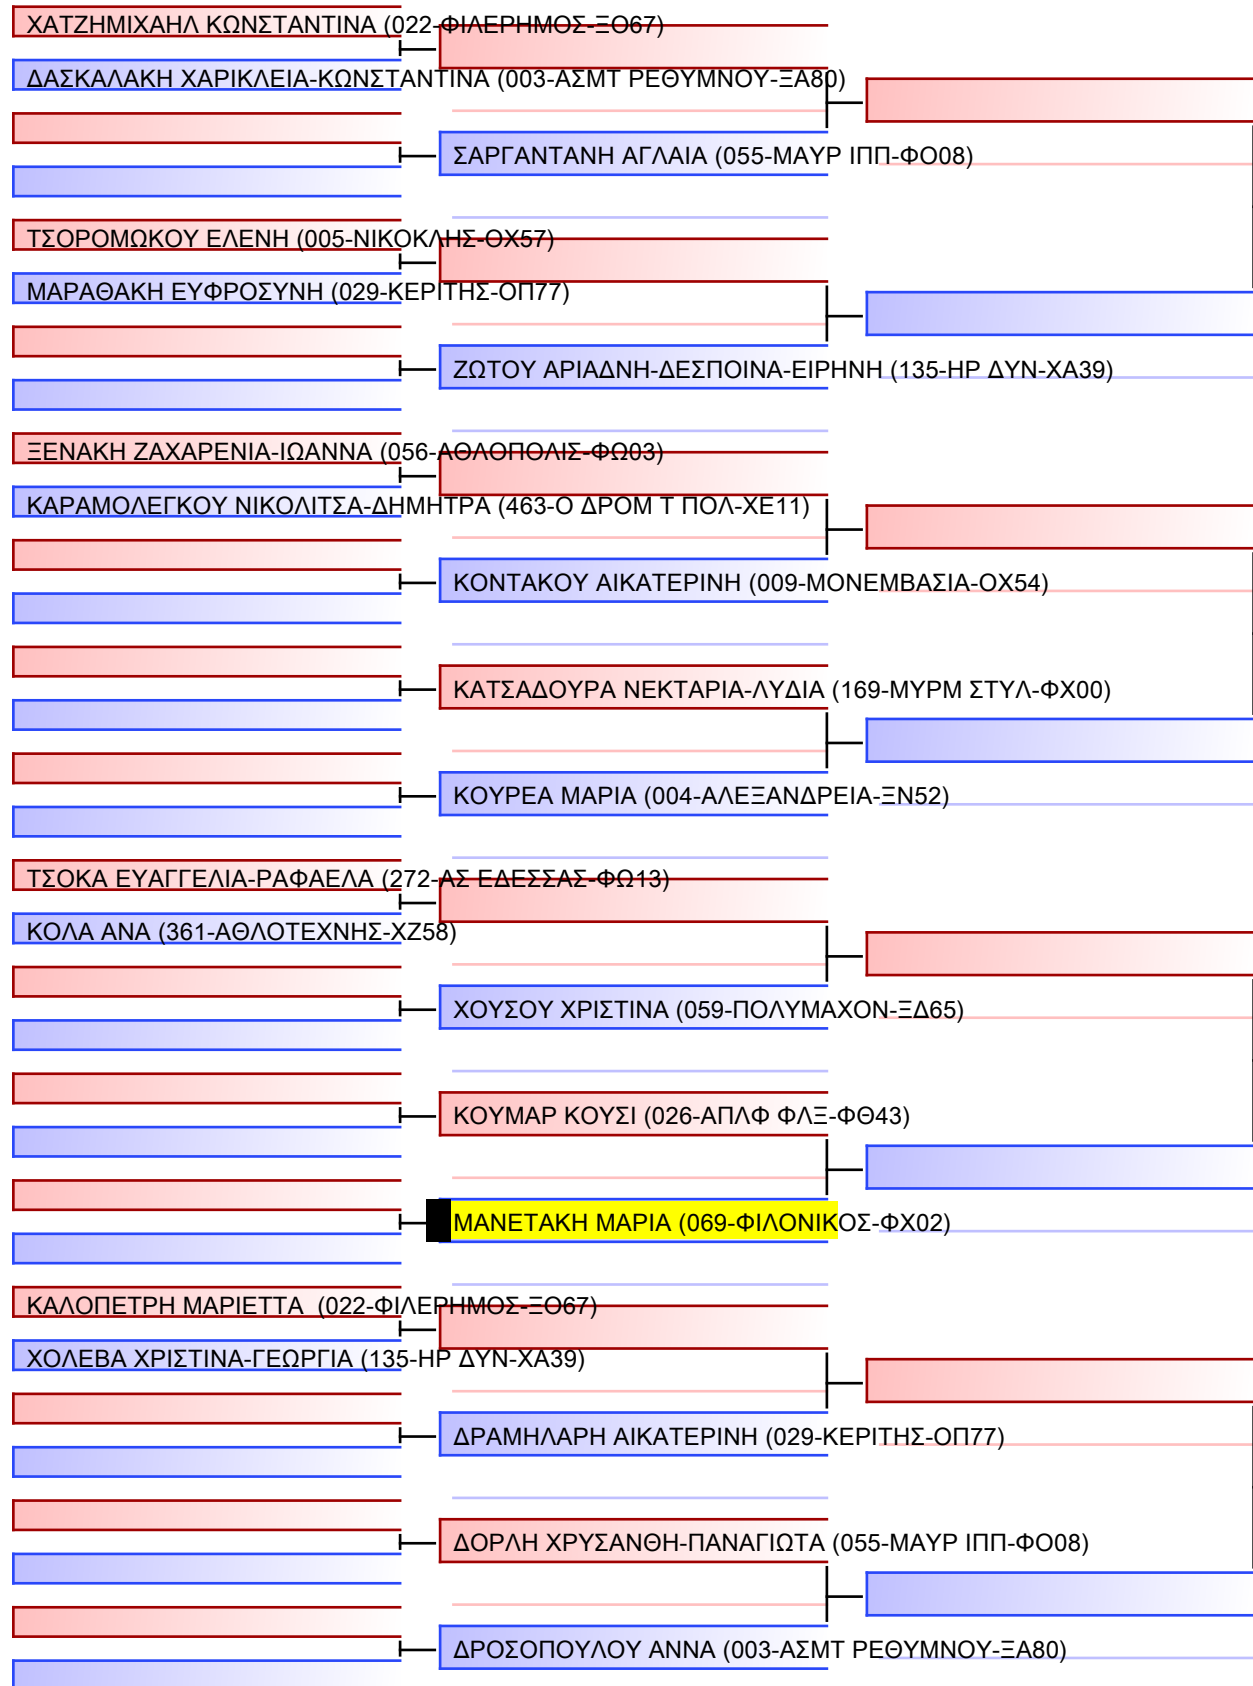 ΧΑΤΖΗΜΙΧΑΗΛ ΚΩΝΣΤΑΝΤΙΝΑ (022-ΦΙΛΕΡΗΜΟΣ-ΞΟ67)
ΔΑΣΚΑΛΑΚΗ ΧΑΡΙΚΛΕΙΑ-ΚΩΝΣΤΑΝΤΙΝΑ (003-ΑΣΜΤ ΡΕΘΥΜΝΟΥ-ΞΑ80)
ΣΑΡΓΑΝΤΑΝΗ ΑΓΛΑΙΑ (055-ΜΑΥΡ ΙΠΠ-ΦΟ08)
ΤΣΟΡΟΜΩΚΟΥ ΕΛΕΝΗ (005-ΝΙΚΟΚΛΗΣ-ΟΧ57)
ΜΑΡΑΘΑΚΗ ΕΥΦΡΟΣΥΝΗ (029-ΚΕΡΙΤΗΣ-ΟΠ77)
ΖΩΤΟΥ ΑΡΙΑΔΝΗ-ΔΕΣΠΟΙΝΑ-ΕΙΡΗΝΗ (135-ΗΡ ΔΥΝ-ΧΑ39)
ΞΕΝΑΚΗ ΖΑΧΑΡΕΝΙΑ-ΙΩΑΝΝΑ (056-ΑΘΛΟΠΟΛΙΣ-ΦΩ03)
ΚΑΡΑΜΟΛΕΓΚΟΥ ΝΙΚΟΛΙΤΣΑ-ΔΗΜΗΤΡΑ (463-Ο ΔΡΟΜ Τ ΠΟΛ-ΧΕ11)
ΚΟΝΤΑΚΟΥ ΑΙΚΑΤΕΡΙΝΗ (009-ΜΟΝΕΜΒΑΣΙΑ-ΟΧ54)
ΚΑΤΣΑΔΟΥΡΑ ΝΕΚΤΑΡΙΑ-ΛΥΔΙΑ (169-ΜΥΡΜ ΣΤΥΛ-ΦΧ00)
ΚΟΥΡΕΑ ΜΑΡΙΑ (004-ΑΛΕΞΑΝΔΡΕΙΑ-ΞΝ52)
ΤΣΟΚΑ ΕΥΑΓΓΕΛΙΑ-ΡΑΦΑΕΛΑ (272-ΑΣ ΕΔΕΣΣΑΣ-ΦΩ13)
ΚΟΛΑ ΑΝΑ (361-ΑΘΛΟΤΕΧΝΗΣ-ΧΖ58)
ΧΟΥΣΟΥ ΧΡΙΣΤΙΝΑ (059-ΠΟΛΥΜΑΧΟΝ-ΞΔ65)
ΚΟΥΜΑΡ ΚΟΥΣΙ (026-ΑΠΛΦ ΦΛΞ-ΦΘ43)
ΜΑΝΕΤΑΚΗ ΜΑΡΙΑ (069-ΦΙΛΟΝΙΚΟΣ-ΦΧ02)
ΚΑΛΟΠΕΤΡΗ ΜΑΡΙΕΤΤΑ  (022-ΦΙΛΕΡΗΜΟΣ-ΞΟ67)
ΧΟΛΕΒΑ ΧΡΙΣΤΙΝΑ-ΓΕΩΡΓΙΑ (135-ΗΡ ΔΥΝ-ΧΑ39)
ΔΡΑΜΗΛΑΡΗ ΑΙΚΑΤΕΡΙΝΗ (029-ΚΕΡΙΤΗΣ-ΟΠ77)
ΔΟΡΛΗ ΧΡΥΣΑΝΘΗ-ΠΑΝΑΓΙΩΤΑ (055-ΜΑΥΡ ΙΠΠ-ΦΟ08)
ΔΡΟΣΟΠΟΥΛΟΥ ΑΝΝΑ (003-ΑΣΜΤ ΡΕΘΥΜΝΟΥ-ΞΑ80)